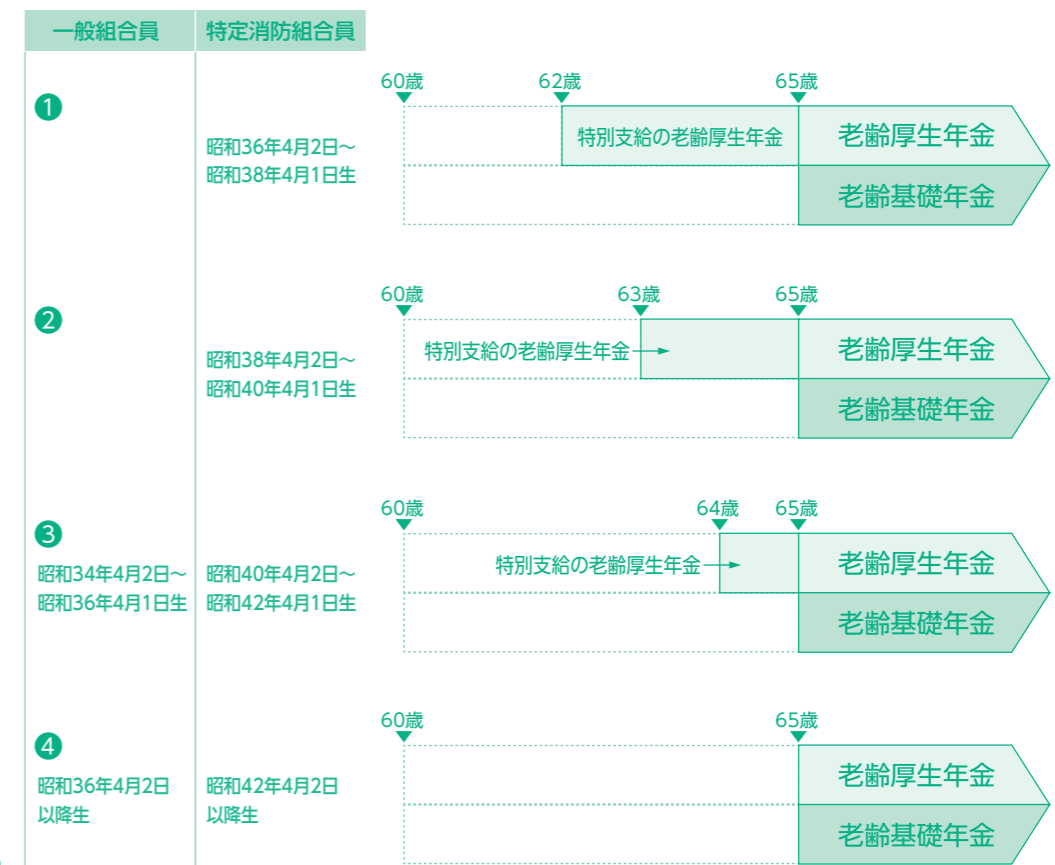 一般組合員
特定消防組合員
❶
昭和36年4月2日～
昭和38年4月1日生
60歳
62歳
65歳
特別支給の老齢厚生年金
老齢厚生年金
老齢基礎年金
❷
昭和38年4月2日～
昭和40年4月1日生
60歳
63歳
65歳
特別支給の老齢厚生年金
老齢厚生年金
老齢基礎年金
❸
昭和34年4月2日～
昭和36年4月1日生
昭和40年4月2日～
昭和42年4月1日生
60歳
64歳
65歳
特別支給の老齢厚生年金
老齢厚生年金
老齢基礎年金
❹
昭和36年4月2日
以降生
昭和42年4月2日
以降生
60歳
65歳
老齢厚生年金
老齢基礎年金